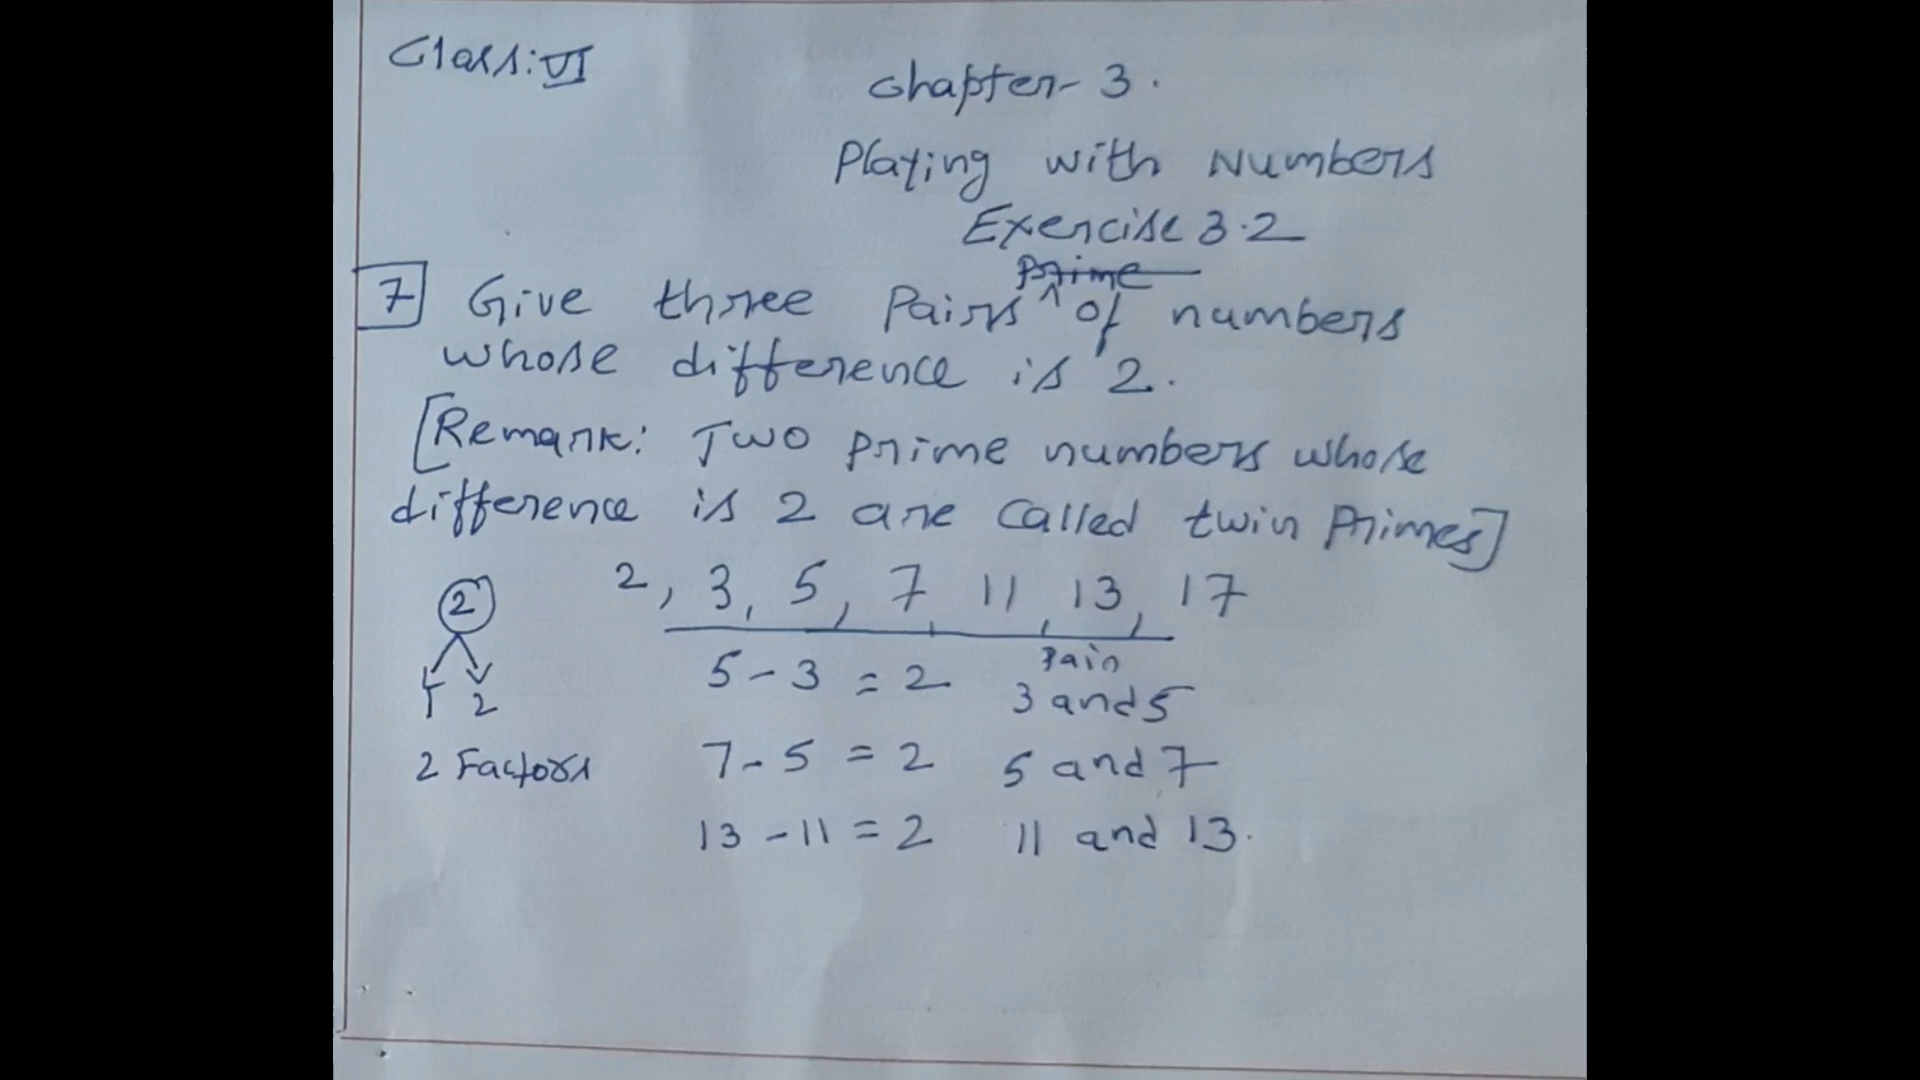 Class: VI
Chapter- 3.
Playing with Numbers
Exercise 3.2
Prime
7 Give three Pairs ^ of numbers
whose difference is 2.
[Remark: Two prime numbers whose
difference is 2 are called twin Primes]
2, 3, 5, 7, 11, 13, 17
2
1 2
2 Factors
Pair
5 - 3 = 2 3 and 5
7 - 5 = 2 5 and 7
13 - 11 = 2 11 and 13.